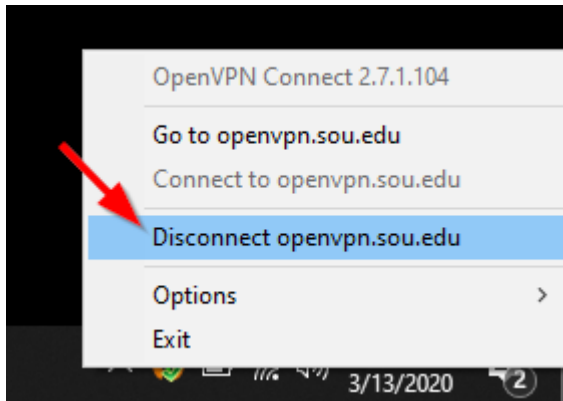 OpenVPN Connect 2.7.1.104
Go to openvpn.sou.edu
Connect to openvpn.sou.edu
Disconnect openvpn.sou.edu
Options
Exit
3/13/2020
2